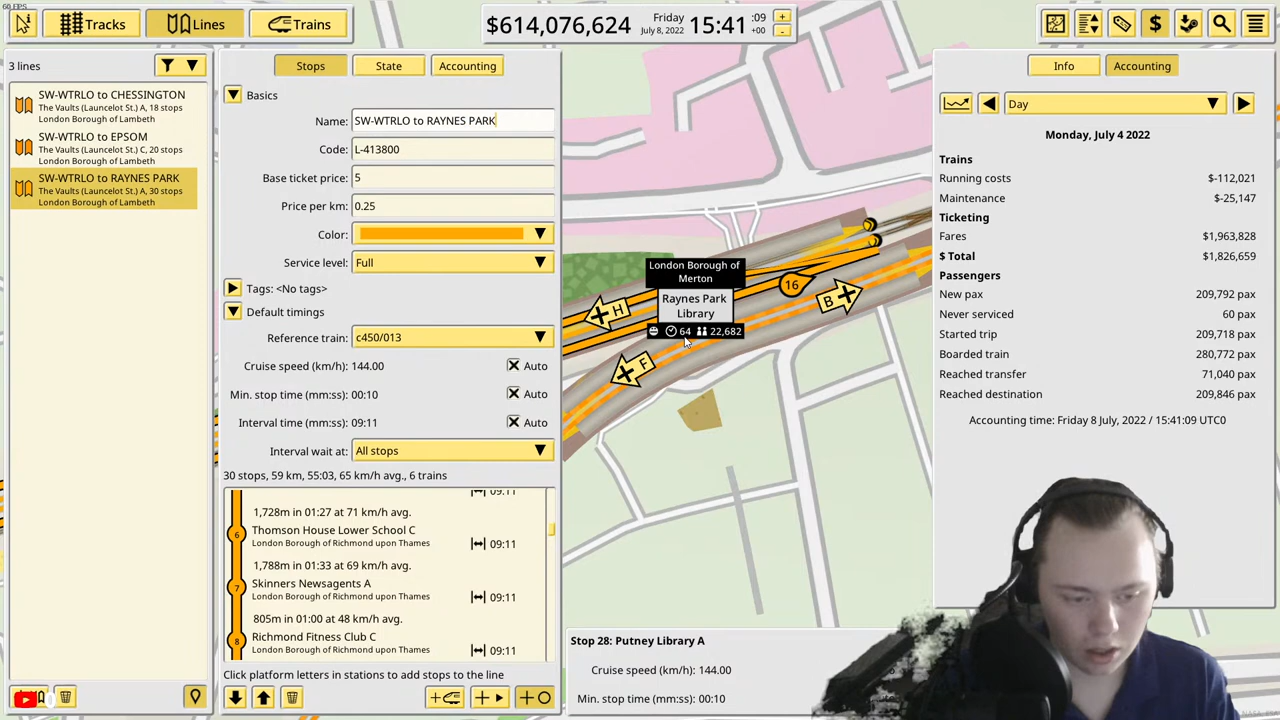 60 FPS
Tracks
Lines
Trains
$614,076,624
Friday
July 8, 2022
15:41 :09
+00
+
-
$
3 lines
SW-WTRLO to CHESSINGTON
The Vaults (Launcelot St.) A, 18 stops
London Borough of Lambeth
SW-WTRLO to EPSOM
The Vaults (Launcelot St.) C, 20 stops
London Borough of Lambeth
SW-WTRLO to RAYNES PARK
The Vaults (Launcelot St.) A, 30 stops
London Borough of Lambeth
Stops
State
Accounting
Basics
Name: SW-WTRLO to RAYNES PARK
Code: L-413800
Base ticket price: 5
Price per km: 0.25
Color:
Service level: Full
Tags: <No tags>
Default timings
Reference train: c450/013
Cruise speed (km/h): 144.00 Auto
Min. stop time (mm:ss): 00:10 Auto
Interval time (mm:ss): 09:11 Auto
Interval wait at: All stops
30 stops, 59 km, 55:03, 65 km/h avg., 6 trains
09:11
1,728m in 01:27 at 71 km/h avg.
6 Thomson House Lower School C
London Borough of Richmond upon Thames 09:11
1,788m in 01:33 at 69 km/h avg.
7 Skinners Newsagents A
London Borough of Richmond upon Thames 09:11
805m in 01:00 at 48 km/h avg.
8 Richmond Fitness Club C
London Borough of Richmond upon Thames 09:11
Click platform letters in stations to add stops to the line
London Borough of
Merton
Raynes Park
Library
64 22,682
H
16
B
F
Stop 28: Putney Library A
Cruise speed (km/h): 144.00
Min. stop time (mm:ss): 00:10
Info
Accounting
Day
Monday, July 4 2022
Trains
Running costs $-112,021
Maintenance $-25,147
Ticketing
Fares $1,963,828
$ Total $1,826,659
Passengers
New pax 209,792 pax
Never serviced 60 pax
Started trip 209,718 pax
Boarded train 280,772 pax
Reached transfer 71,040 pax
Reached destination 209,846 pax
Accounting time: Friday 8 July, 2022 / 15:41:09 UTC0